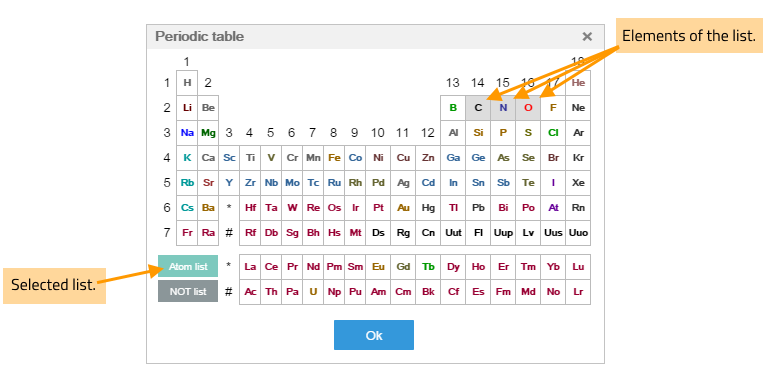 Periodic table ×
Elements of the list.
1 18
1 H 2 13 14 15 16 17 He
2 Li Be B C N O F Ne
3 Na Mg 3 4 5 6 7 8 9 10 11 12 Al Si P S Cl Ar
4 K Ca Sc Ti V Cr Mn Fe Co Ni Cu Zn Ga Ge As Se Br Kr
5 Rb Sr Y Zr Nb Mo Tc Ru Rh Pd Ag Cd In Sn Sb Te I Xe
6 Cs Ba * Hf Ta W Re Os Ir Pt Au Hg Tl Pb Bi Po At Rn
7 Fr Ra # Rf Db Sg Bh Hs Mt Ds Rg Cn Uut Fl Uup Lv Uus Uuo
Atom list * La Ce Pr Nd Pm Sm Eu Gd Tb Dy Ho Er Tm Yb Lu
Selected list.
NOT list # Ac Th Pa U Np Pu Am Cm Bk Cf Es Fm Md No Lr
Ok